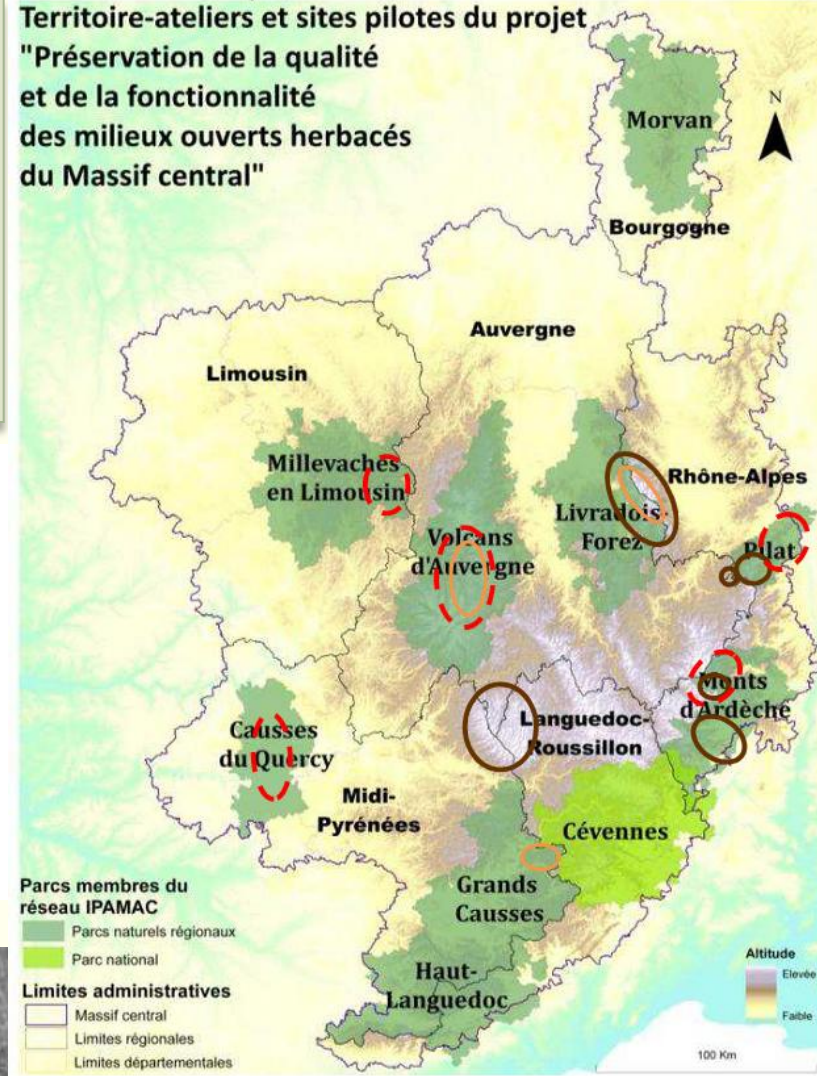 Territoire-ateliers et sites pilotes du projet
"Préservation de la qualité
et de la fonctionnalité
des milieux ouverts herbacés
du Massif central"
N
Morvan
Bourgogne
Auvergne
Limousin
Millevaches
en Limousin
Rhône-Alpes
Livradois-
Forez
Volcans
d'Auvergne
Pilat
Monts
d'Ardèche
Languedoc-
Roussillon
Causses
du Quercy
Midi-
Pyrénées
Cévennes
Grands
Causses
Haut-
Languedoc
Parcs membres du
réseau IPAMAC
Parcs naturels régionaux
Parc national
Limites administratives
Massif central
Limites régionales
Limites départementales
Altitude
Elevée
Faible
100 Km